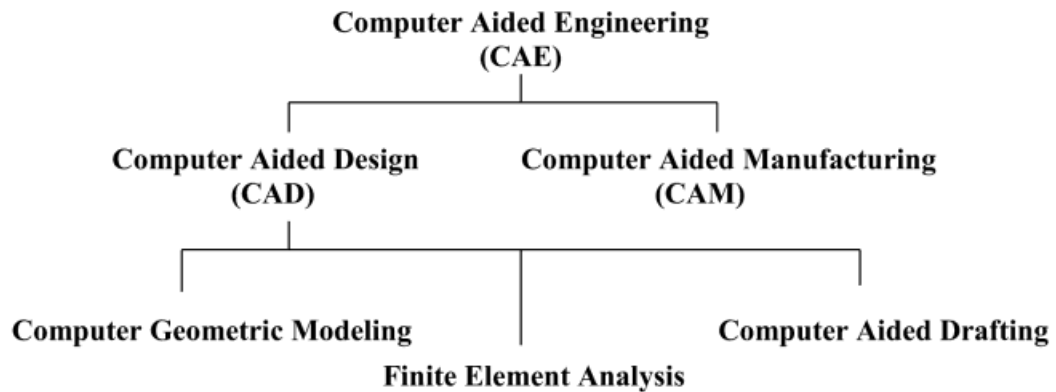 Computer Aided Engineering
(CAE)
Computer Aided Design
(CAD)
Computer Aided Manufacturing
(CAM)
Computer Geometric Modeling
Computer Aided Drafting
Finite Element Analysis